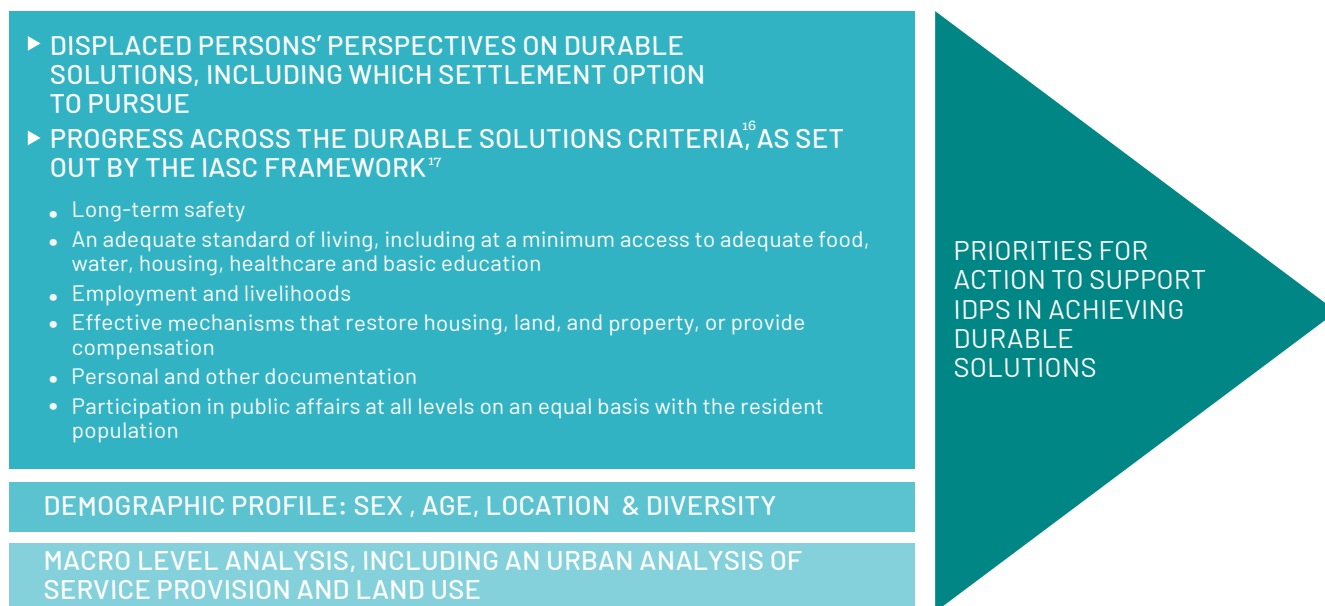 ▶ DISPLACED PERSONS’ PERSPECTIVES ON DURABLE
SOLUTIONS, INCLUDING WHICH SETTLEMENT OPTION
TO PURSUE
▶ PROGRESS ACROSS THE DURABLE SOLUTIONS CRITERIA,¹⁶ AS SET
OUT BY THE IASC FRAMEWORK¹⁷
• Long-term safety
• An adequate standard of living, including at a minimum access to adequate food,
water, housing, healthcare and basic education
• Employment and livelihoods
• Effective mechanisms that restore housing, land, and property, or provide
compensation
• Personal and other documentation
• Participation in public affairs at all levels on an equal basis with the resident
population
DEMOGRAPHIC PROFILE: SEX , AGE, LOCATION & DIVERSITY
MACRO LEVEL ANALYSIS, INCLUDING AN URBAN ANALYSIS OF
SERVICE PROVISION AND LAND USE
PRIORITIES FOR
ACTION TO SUPPORT
IDPS IN ACHIEVING
DURABLE
SOLUTIONS